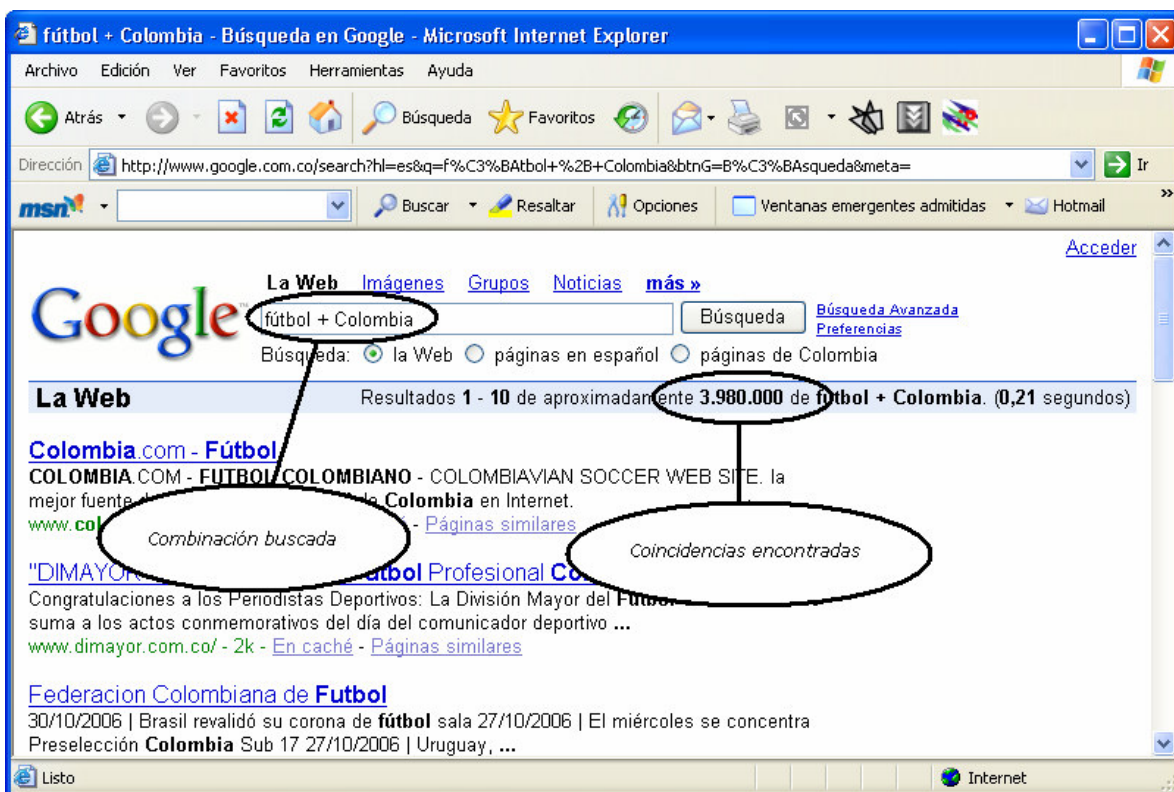 fútbol + Colombia - Búsqueda en Google - Microsoft Internet Explorer
Archivo Edición Ver Favoritos Herramientas Ayuda
Atrás Búsqueda Favoritos
Dirección http://www.google.com.co/search?hl=es&q=f%C3%BAtbol+%2B+Colombia&btnG=B%C3%BAsqueda&meta= Ir
msn Buscar Resaltar Opciones Ventanas emergentes admitidas Hotmail »
Acceder
La Web Imágenes Grupos Noticias más »
Google™ fútbol + Colombia Búsqueda Búsqueda Avanzada
Preferencias
Búsqueda: la Web páginas en español páginas de Colombia
La Web Resultados 1 - 10 de aproximadamente 3.980.000 de fútbol + Colombia. (0,21 segundos)
Colombia.com - Fútbol
COLOMBIA.COM - FUTBOL COLOMBIANO - COLOMBIAVIAN SOCCER WEB SITE. la
mejor fuente de Colombia en Internet.
www.col - Páginas similares
Combinación buscada
Coincidencias encontradas
"DIMAYOR Fútbol Profesional Co
Congratulaciones a los Periodistas Deportivos: La División Mayor del Fútbol
suma a los actos conmemorativos del día del comunicador deportivo ...
www.dimayor.com.co/ - 2k - En caché - Páginas similares
Federacion Colombiana de Futbol
30/10/2006 | Brasil revalidó su corona de fútbol sala 27/10/2006 | El miércoles se concentra
Preselección Colombia Sub 17 27/10/2006 | Uruguay, ...
Listo Internet